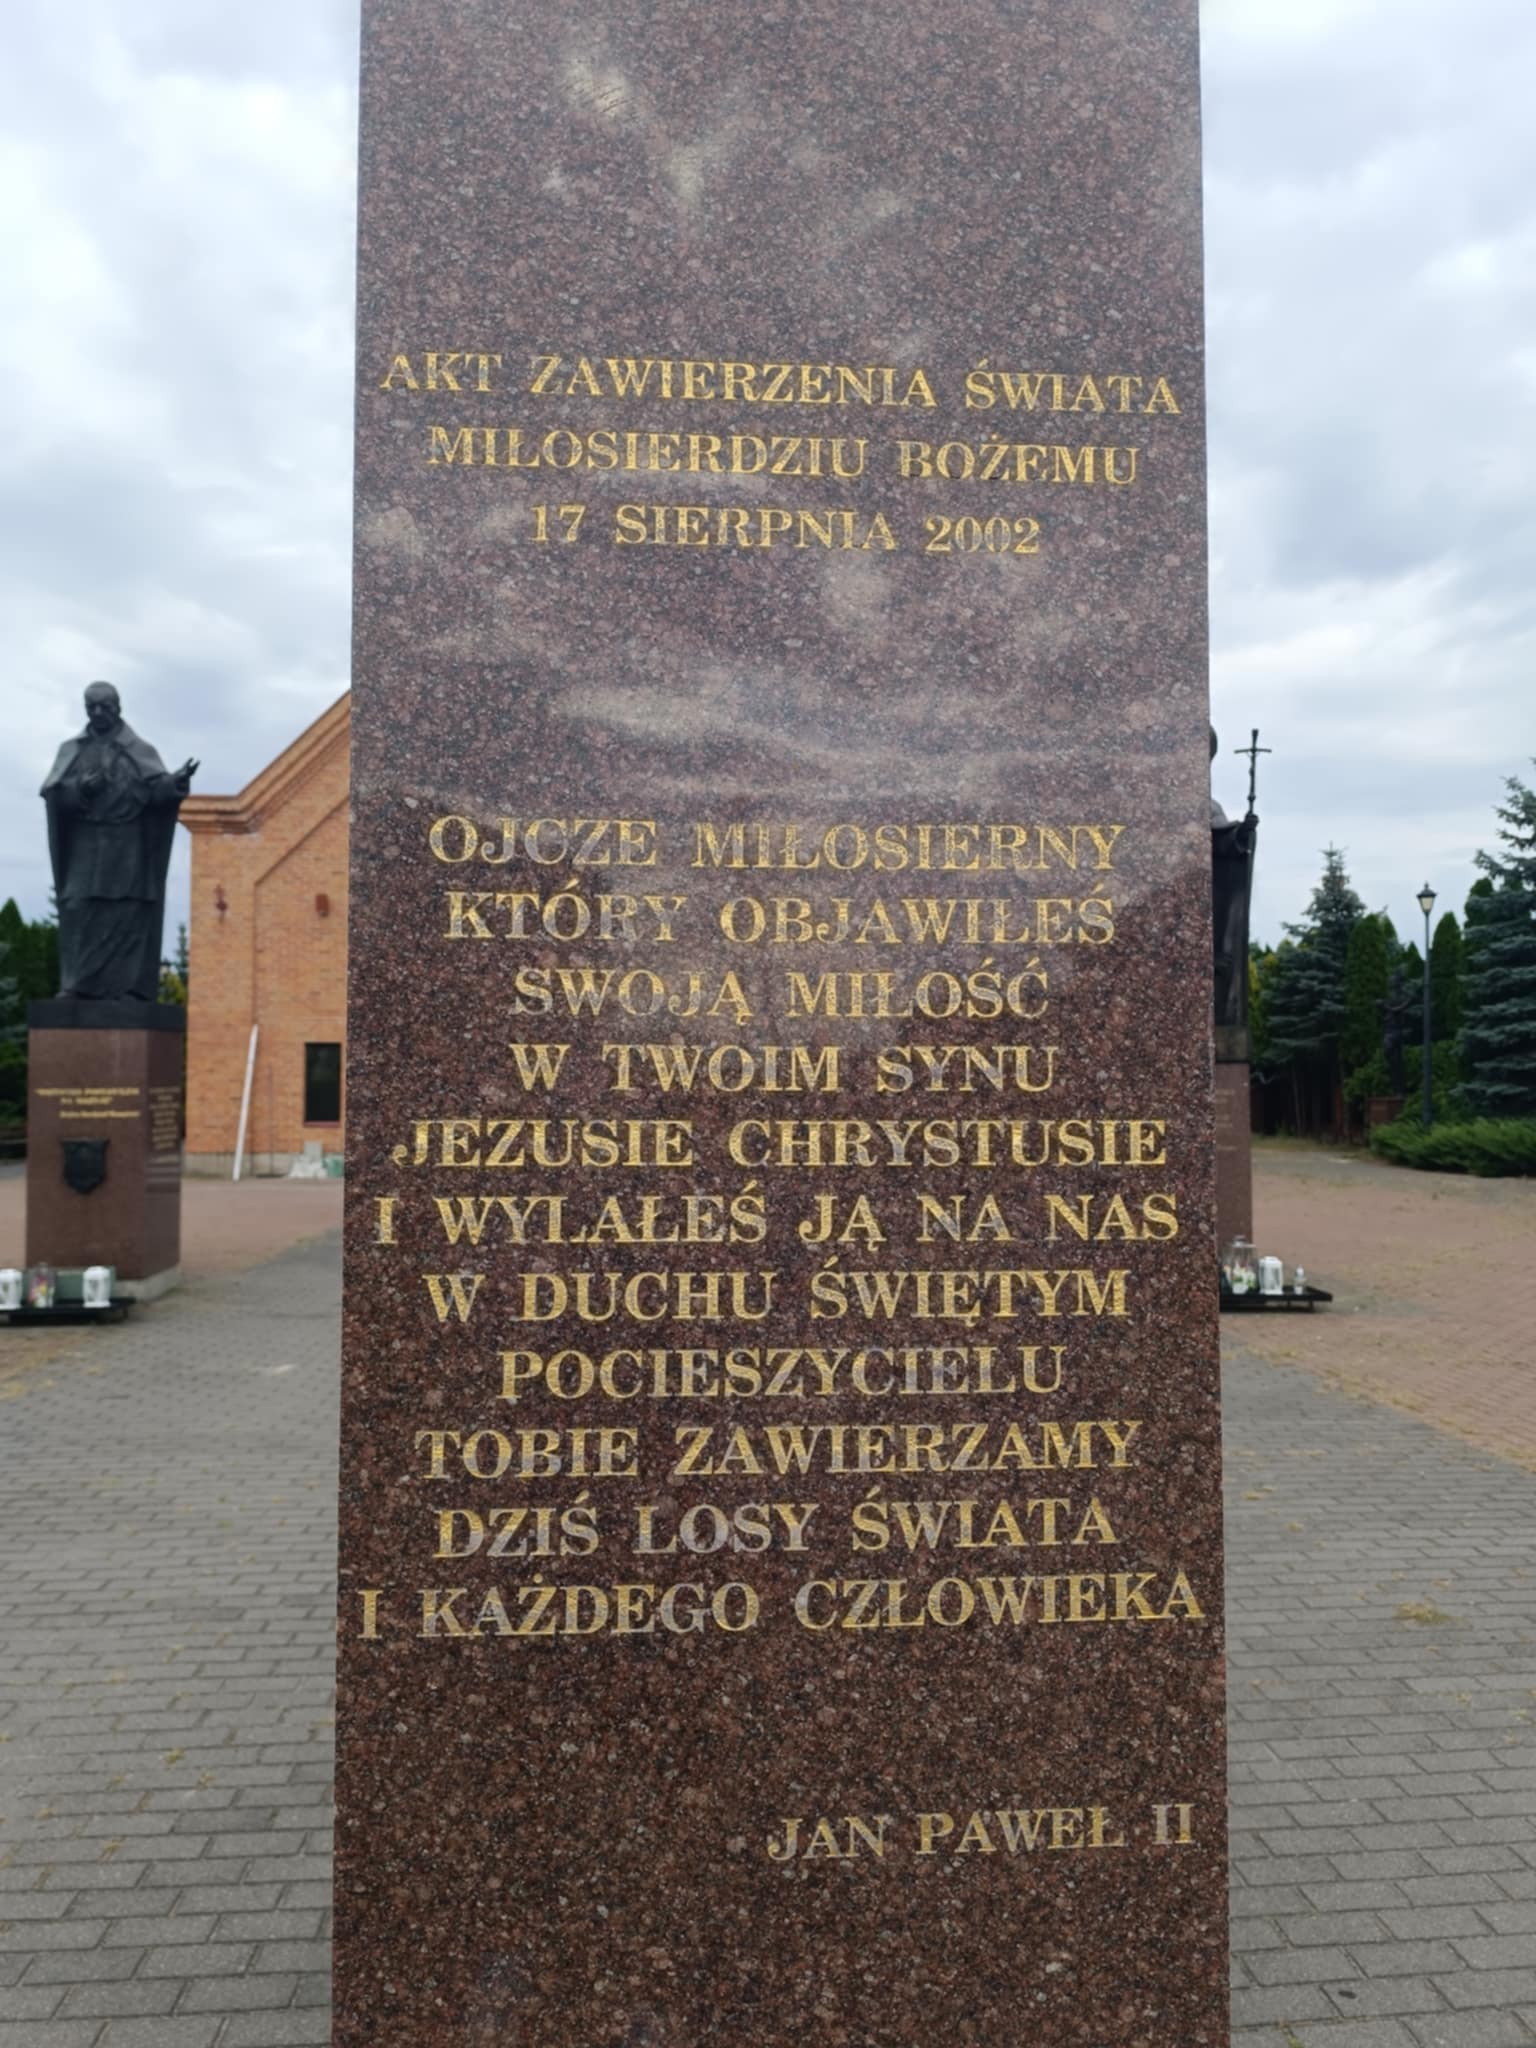 AKT ZAWIERZENIA ŚWIATA
MIŁOSIERDZIU BOŻEMU
17 SIERPNIA 2002
OJCZE MIŁOSIERNY
KTÓRY OBJAWIŁEŚ
SWOJĄ MIŁOŚĆ
W TWOIM SYNU
JEZUSIE CHRYSTUSIE
I WYLAŁEŚ JĄ NA NAS
W DUCHU ŚWIĘTYM
POCIESZYCIELU
TOBIE ZAWIERZAMY
DZIŚ LOSY ŚWIATA
I KAŻDEGO CZŁOWIEKA
JAN PAWEŁ II